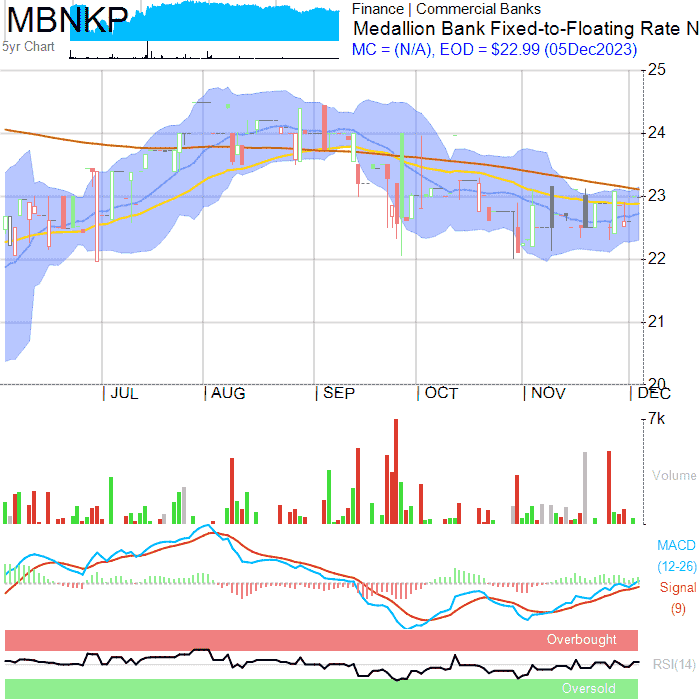 MBNKP
5yr Chart
Finance | Commercial Banks
Medallion Bank Fixed-to-Floating Rate N
MC = (N/A), EOD = $22.99 (05Dec2023)
25
24
23
22
21
20
JUL
AUG
SEP
OCT
NOV
DEC
7k
Volume
MACD
(12-26)
Signal
(9)
Overbought
RSI(14)
Oversold